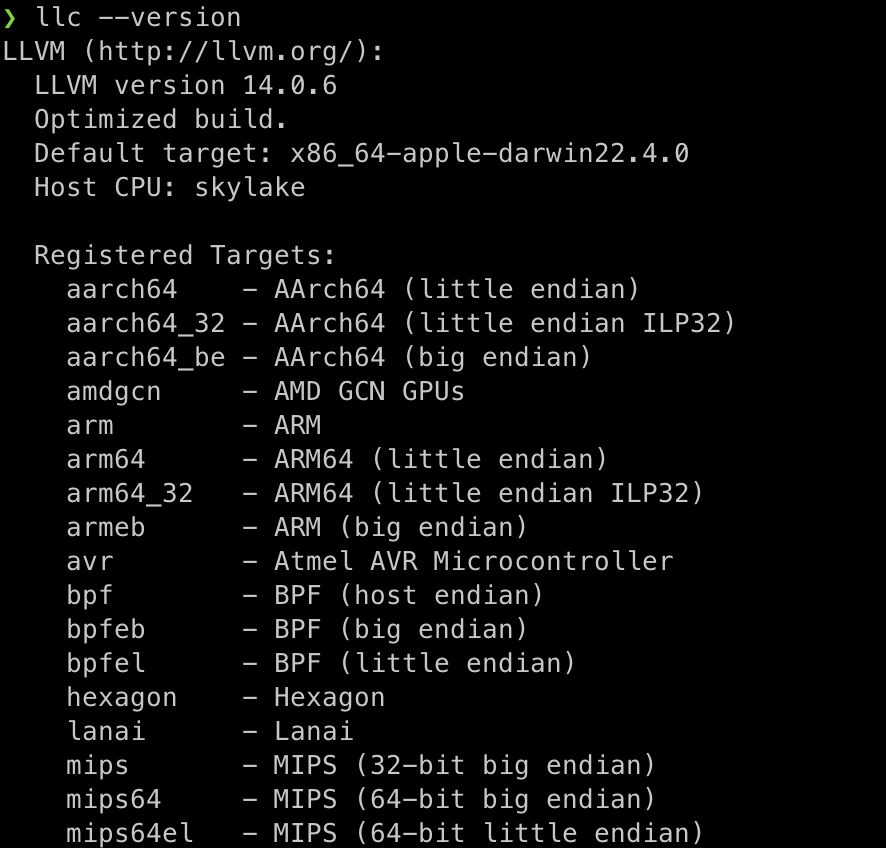 ❯ llc --version
LLVM (http://llvm.org/):
  LLVM version 14.0.6
  Optimized build.
  Default target: x86_64-apple-darwin22.4.0
  Host CPU: skylake

  Registered Targets:
    aarch64    - AArch64 (little endian)
    aarch64_32 - AArch64 (little endian ILP32)
    aarch64_be - AArch64 (big endian)
    amdgcn     - AMD GCN GPUs
    arm        - ARM
    arm64      - ARM64 (little endian)
    arm64_32   - ARM64 (little endian ILP32)
    armeb      - ARM (big endian)
    avr        - Atmel AVR Microcontroller
    bpf        - BPF (host endian)
    bpfeb      - BPF (big endian)
    bpfel      - BPF (little endian)
    hexagon    - Hexagon
    lanai      - Lanai
    mips       - MIPS (32-bit big endian)
    mips64     - MIPS (64-bit big endian)
    mips64el   - MIPS (64-bit little endian)